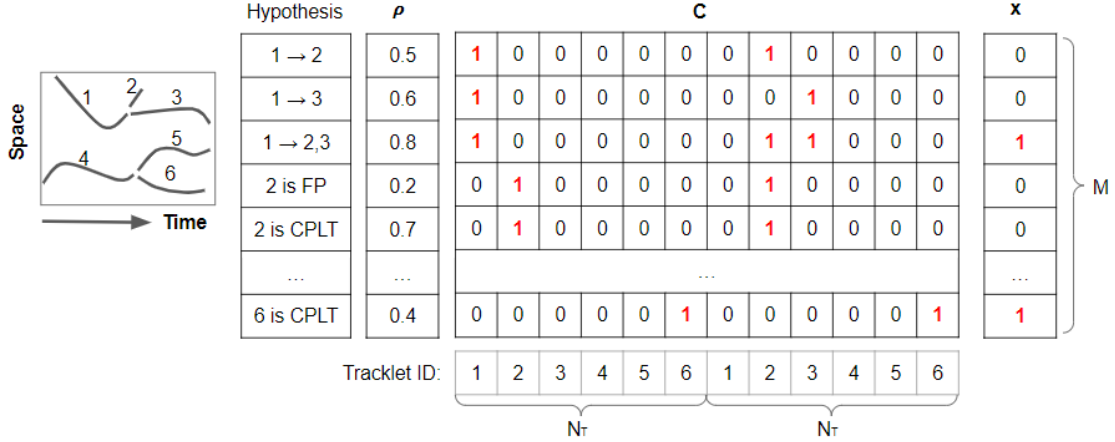 Hypothesis ρ C x
1 → 2 0.5 1 0 0 0 0 0 0 1 0 0 0 0 0
1 → 3 0.6 1 0 0 0 0 0 0 0 1 0 0 0 0
1 → 2,3 0.8 1 0 0 0 0 0 0 1 1 0 0 0 1
2 is FP 0.2 0 1 0 0 0 0 0 1 0 0 0 0 0
2 is CPLT 0.7 0 1 0 0 0 0 0 1 0 0 0 0 0
... ... ... ...
6 is CPLT 0.4 0 0 0 0 0 1 0 0 0 0 0 1 1
M
Space
1 2 3
4 5
6
Time
Tracklet ID: 1 2 3 4 5 6 1 2 3 4 5 6
NT NT